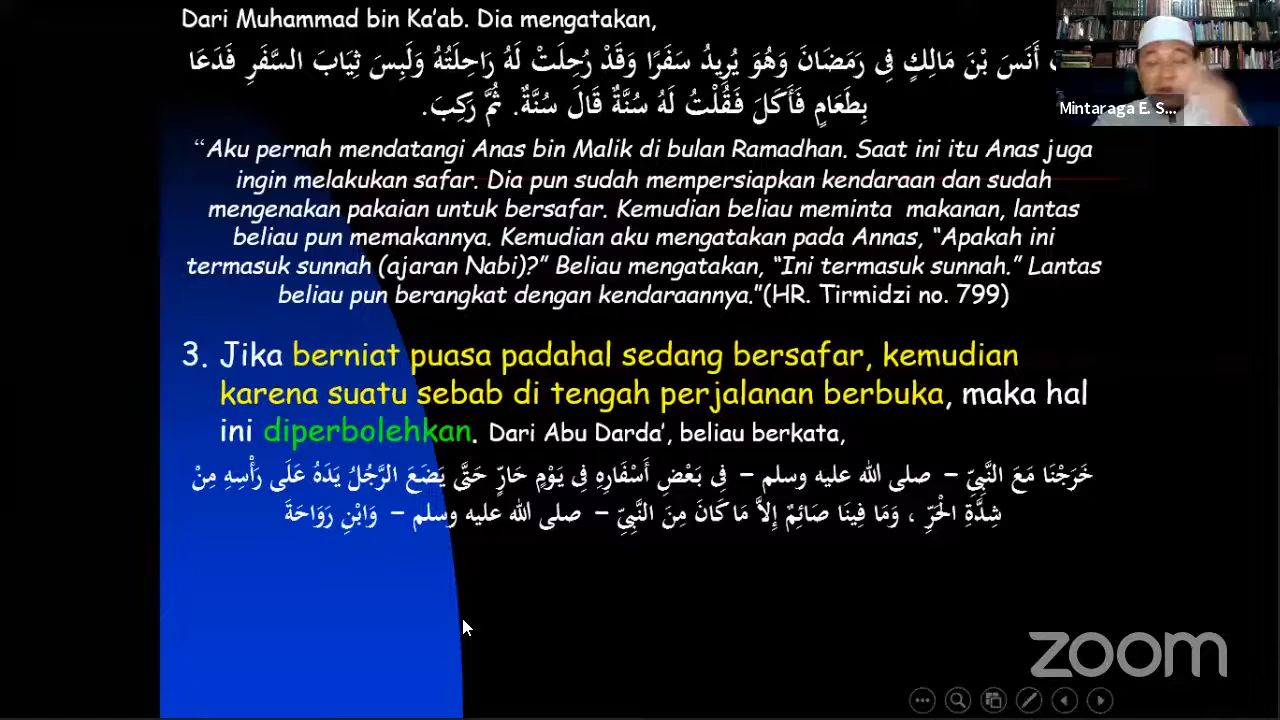 Dari Muhammad bin Ka’ab. Dia mengatakan,
أَنَسَ بْنَ مَالِكٍ فِى رَمَضَانَ وَهُوَ يُرِيدُ سَفَرًا وَقَدْ رُحِلَتْ لَهُ رَاحِلَتُهُ وَلَبِسَ ثِيَابَ السَّفَرِ فَدَعَا
بِطَعَامٍ فَأَكَلَ فَقُلْتُ لَهُ سُنَّةٌ قَالَ سُنَّةٌ. ثُمَّ رَكِبَ.
Mintaraga E. S...
“Aku pernah mendatangi Anas bin Malik di bulan Ramadhan. Saat ini itu Anas juga
ingin melakukan safar. Dia pun sudah mempersiapkan kendaraan dan sudah
mengenakan pakaian untuk bersafar. Kemudian beliau meminta makanan, lantas
beliau pun memakannya. Kemudian aku mengatakan pada Annas, “Apakah ini
termasuk sunnah (ajaran Nabi)?” Beliau mengatakan, “Ini termasuk sunnah.” Lantas
beliau pun berangkat dengan kendaraannya.”(HR. Tirmidzi no. 799)
3. Jika berniat puasa padahal sedang bersafar, kemudian
karena suatu sebab di tengah perjalanan berbuka, maka hal
ini diperbolehkan. Dari Abu Darda’, beliau berkata,
خَرَجْنَا مَعَ النَّبِىِّ – صلى الله عليه وسلم – فِى بَعْضِ أَسْفَارِهِ فِى يَوْمٍ حَارٍّ حَتَّى يَضَعَ الرَّجُلُ يَدَهُ عَلَى رَأْسِهِ مِنْ
شِدَّةِ الْحَرِّ ، وَمَا فِينَا صَائِمٌ إِلاَّ مَا كَانَ مِنَ النَّبِىِّ – صلى الله عليه وسلم – وَابْنِ رَوَاحَةَ
zoom